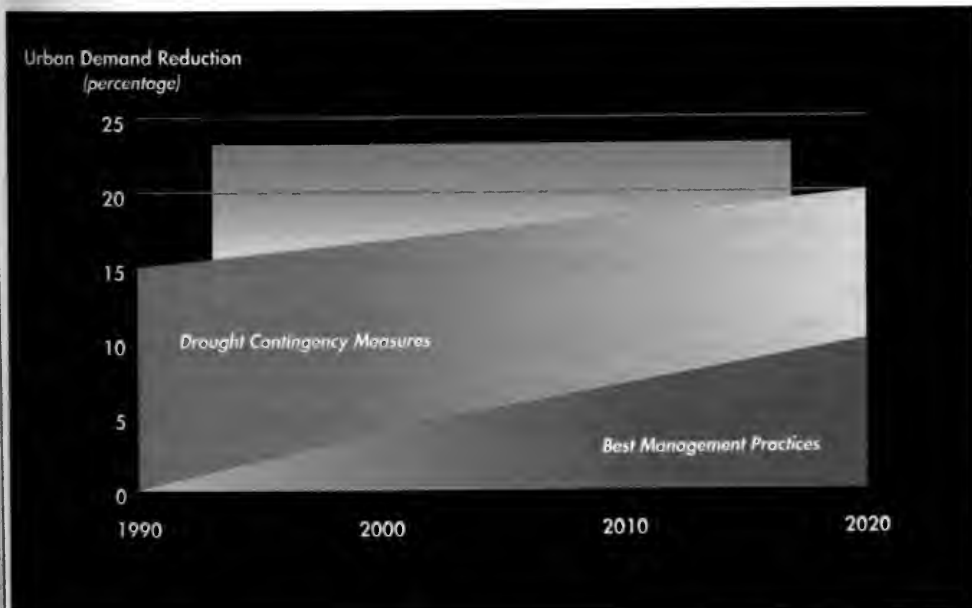 Urban Demand Reduction
(percentage)
25
20
15
10
5
0
Drought Contingency Measures
Best Management Practices
1990 2000 2010 2020